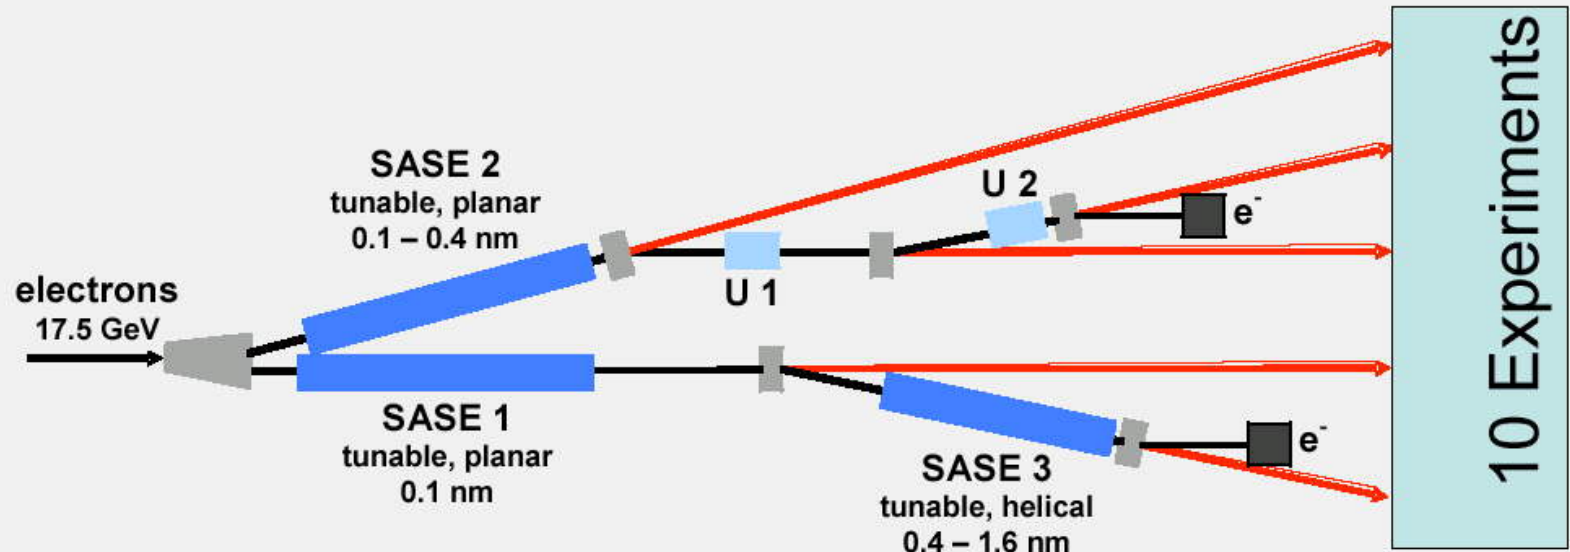 SASE 2
tunable, planar
0.1 – 0.4 nm
electrons
17.5 GeV
U 1
U 2
e-
SASE 1
tunable, planar
0.1 nm
SASE 3
tunable, helical
0.4 – 1.6 nm
e-
10 Experiments